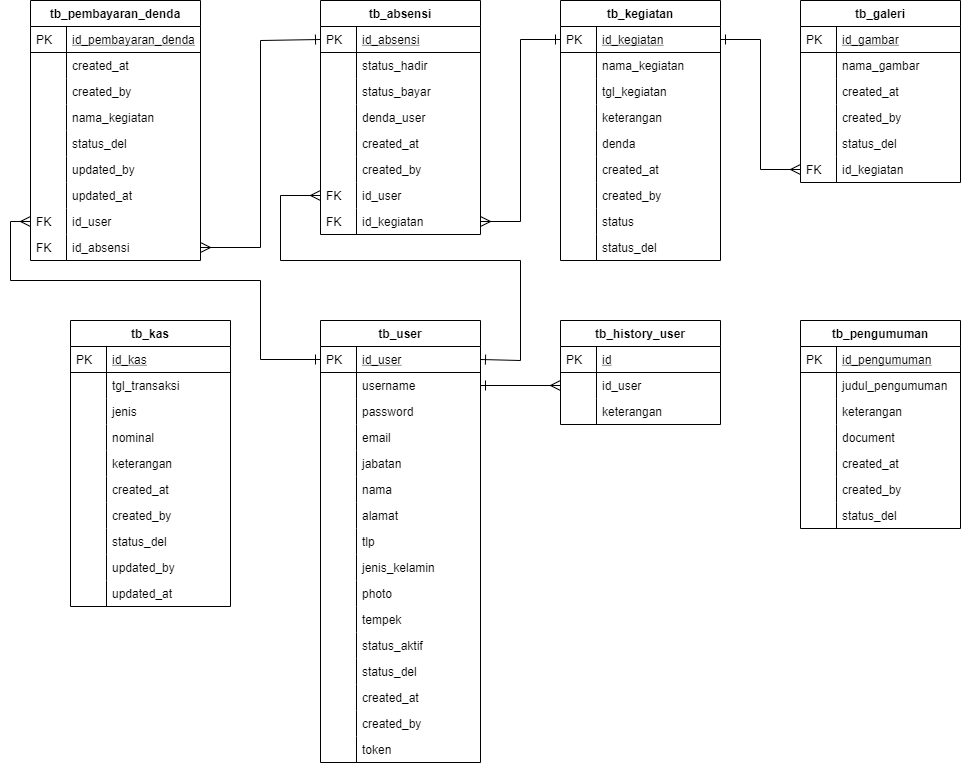 tb_pembayaran_denda
PK id_pembayaran_denda
created_at
created_by
nama_kegiatan
status_del
updated_by
updated_at
FK id_user
FK id_absensi
tb_absensi
PK id_absensi
status_hadir
status_bayar
denda_user
created_at
created_by
FK id_user
FK id_kegiatan
tb_kegiatan
PK id_kegiatan
nama_kegiatan
tgl_kegiatan
keterangan
denda
created_at
created_by
status
status_del
tb_galeri
PK id_gambar
nama_gambar
created_at
created_by
status_del
FK id_kegiatan
tb_kas
PK id_kas
tgl_transaksi
jenis
nominal
keterangan
created_at
created_by
status_del
updated_by
updated_at
tb_user
PK id_user
username
password
email
jabatan
nama
alamat
tlp
jenis_kelamin
photo
tempek
status_aktif
status_del
created_at
created_by
token
tb_history_user
PK id
id_user
keterangan
tb_pengumuman
PK id_pengumuman
judul_pengumuman
keterangan
document
created_at
created_by
status_del